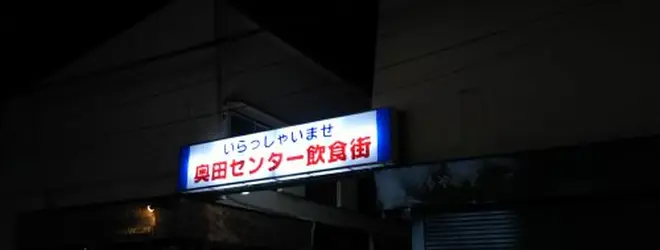 いらっしゃいませ
奥田センター飲食街